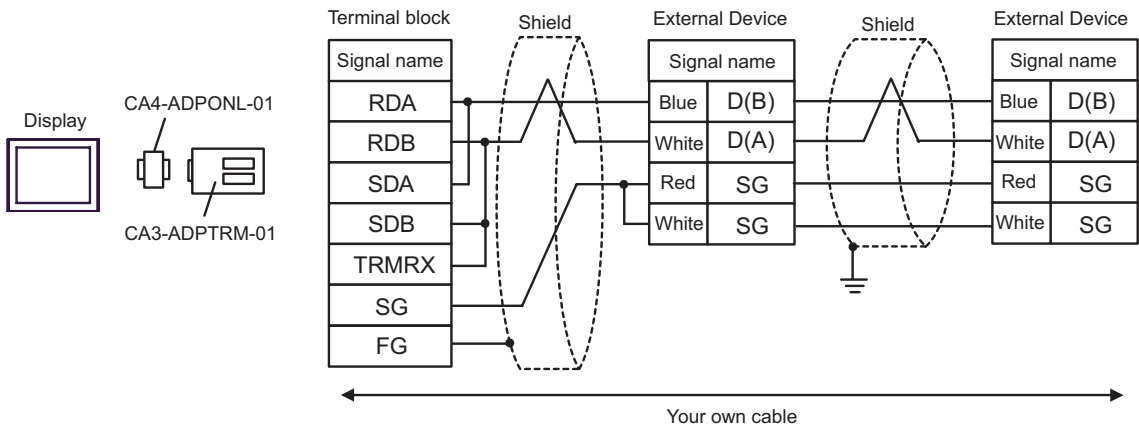 Display
CA4-ADPONL-01
CA3-ADPTRM-01
Terminal block
Signal name
RDA
RDB
SDA
SDB
TRMRX
SG
FG
Shield
External Device
Signal name
Blue D(B)
White D(A)
Red SG
White SG
Shield
External Device
Signal name
Blue D(B)
White D(A)
Red SG
White SG
Your own cable